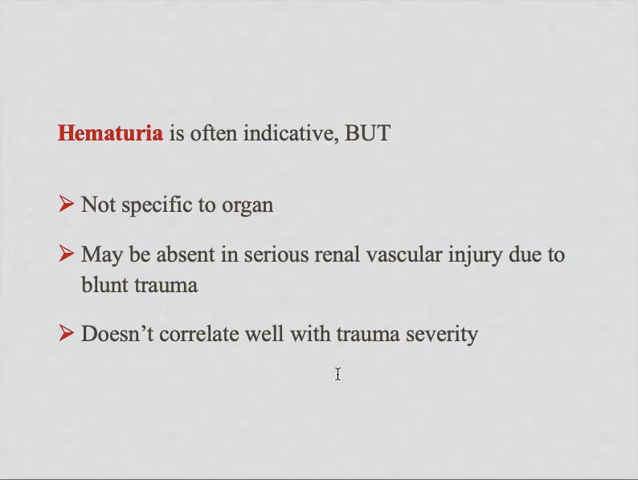 Hematuria is often indicative, BUT
Not specific to organ
May be absent in serious renal vascular injury due to
blunt trauma
Doesn’t correlate well with trauma severity